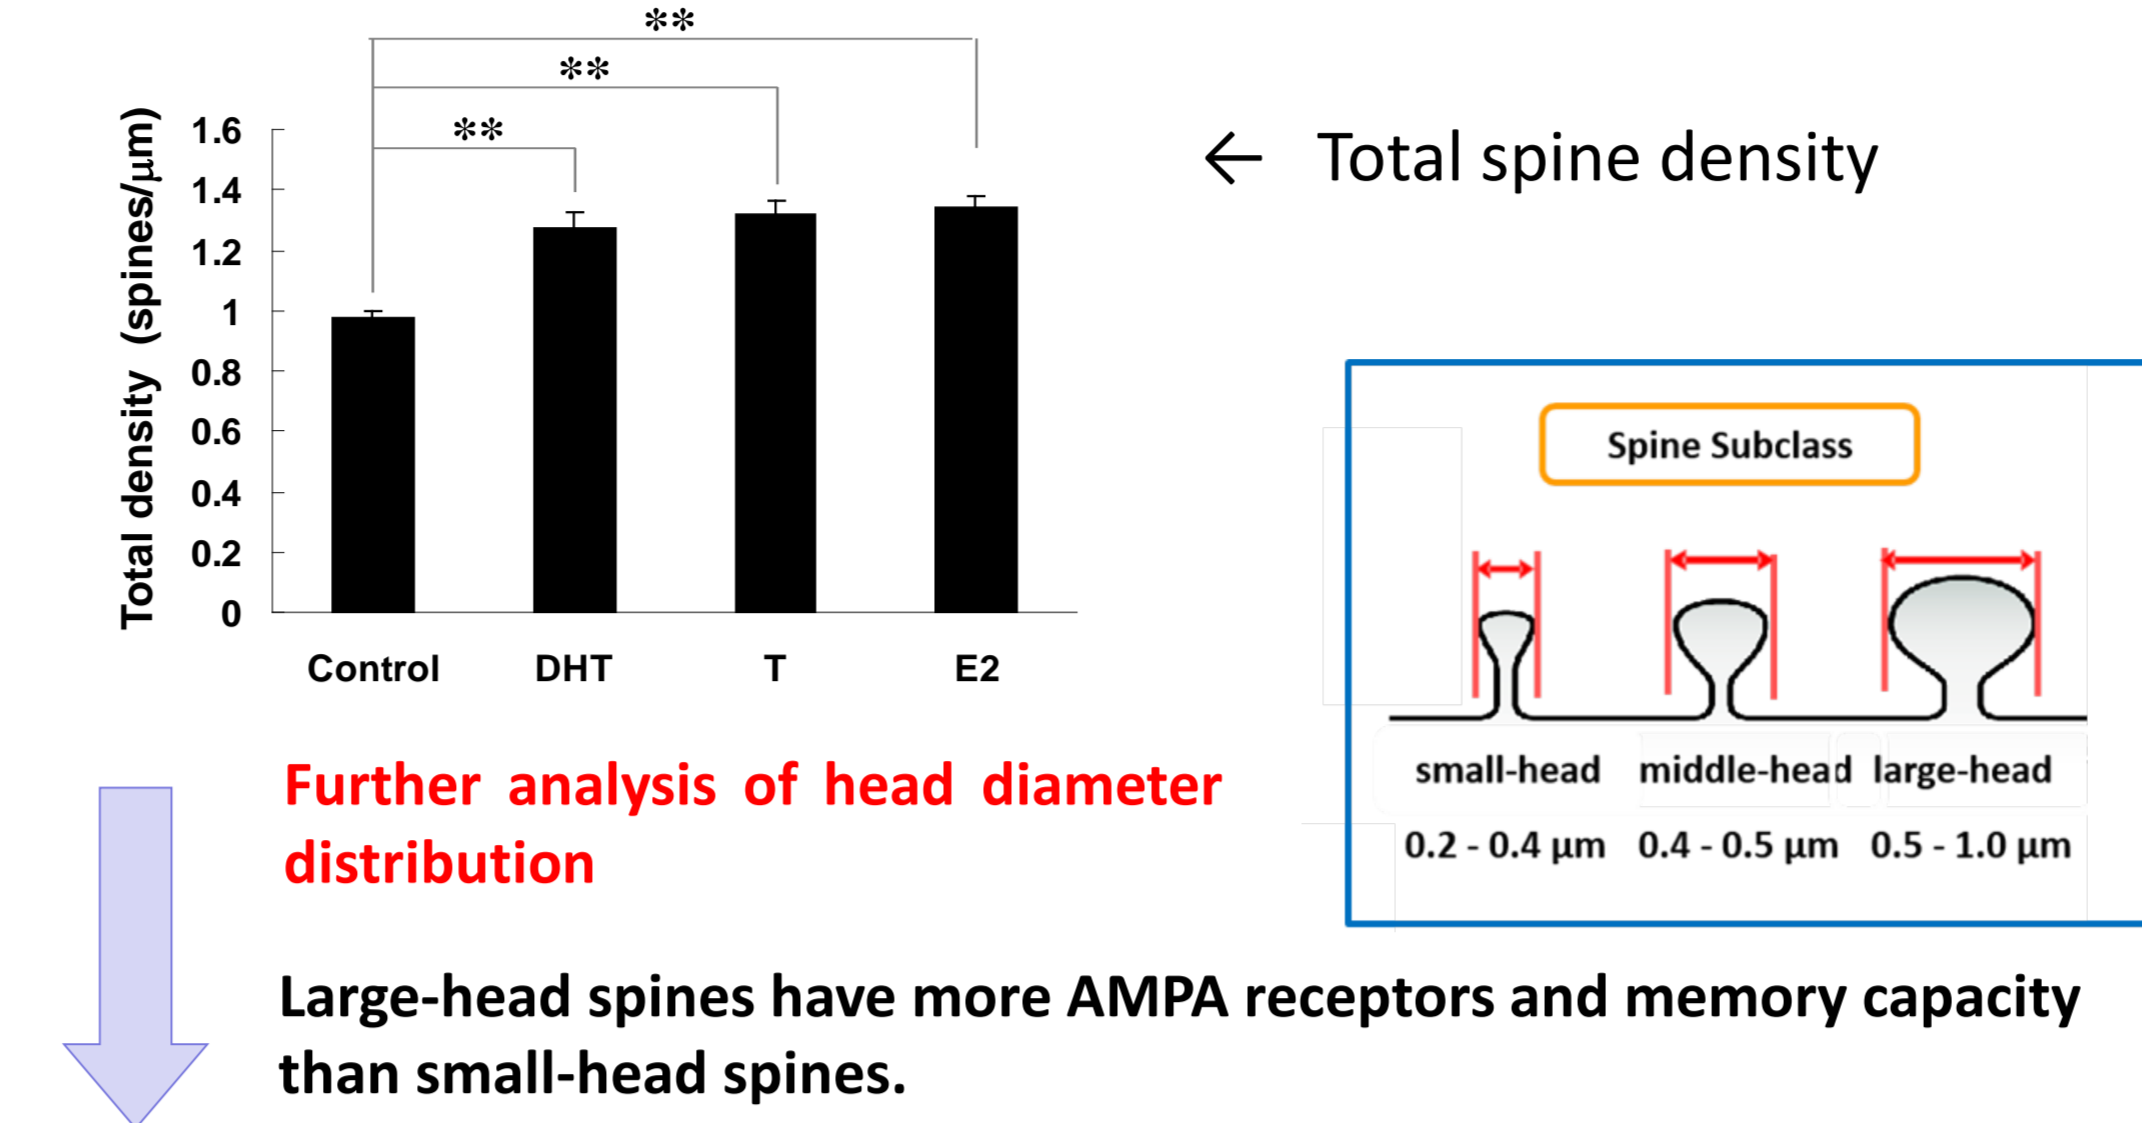 **
**
**
Total density (spines/μm)
1.6
1.4
1.2
1
0.8
0.6
0.4
0.2
0
Control DHT T E2
← Total spine density
Spine Subclass
small-head middle-head large-head
0.2 - 0.4 μm 0.4 - 0.5 μm 0.5 - 1.0 μm
Further analysis of head diameter
distribution
Large-head spines have more AMPA receptors and memory capacity
than small-head spines.